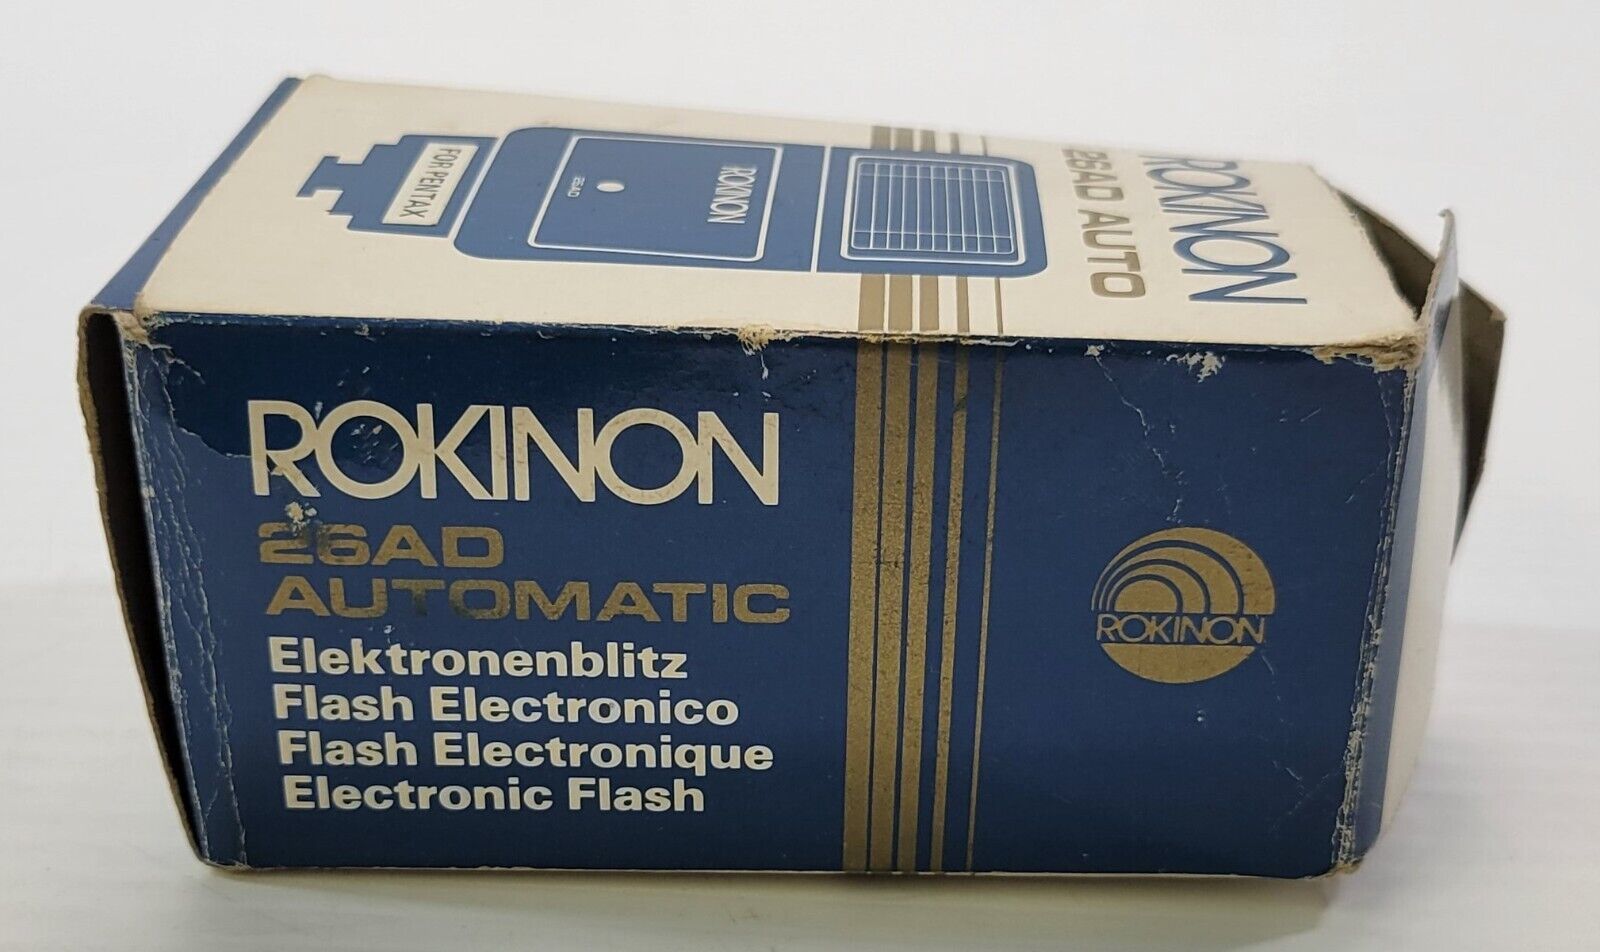 ROKINON
26AD AUTO
ROKINON
26AD
FOR PENTAX
ROKINON
26AD
AUTOMATIC
Elektronenblitz
Flash Electronico
Flash Electronique
Electronic Flash
ROKINON